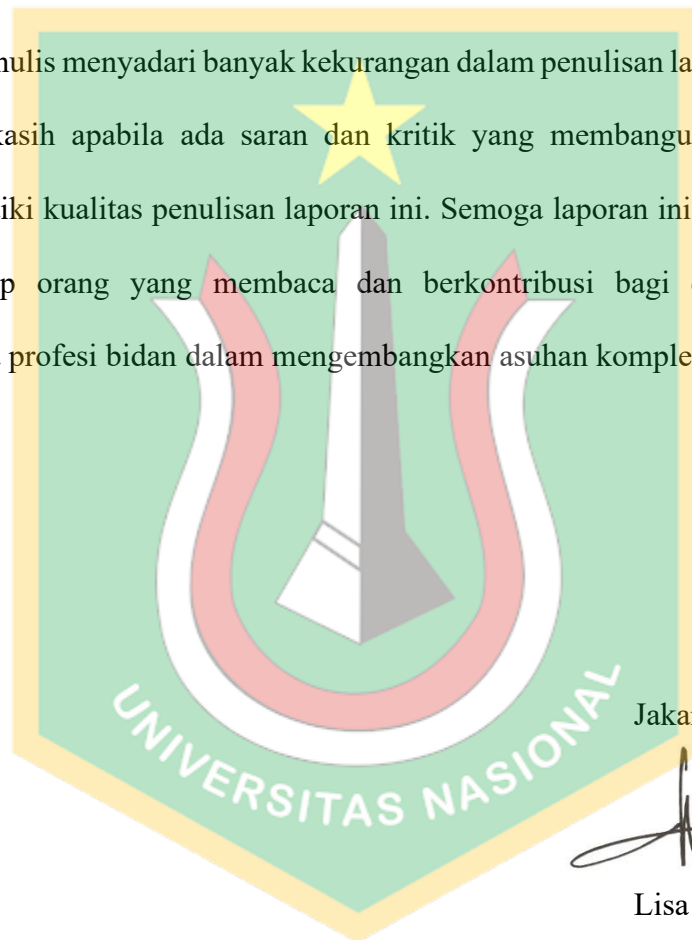 nulis menyadari banyak kekurangan dalam penulisan la
kasih apabila ada saran dan kritik yang membangu
iki kualitas penulisan laporan ini. Semoga laporan ini
p orang yang membaca dan berkontribusi bagi
profesi bidan dalam mengembangkan asuhan komple
Jaka
UNIVERSITAS NASIONAL
Lisa